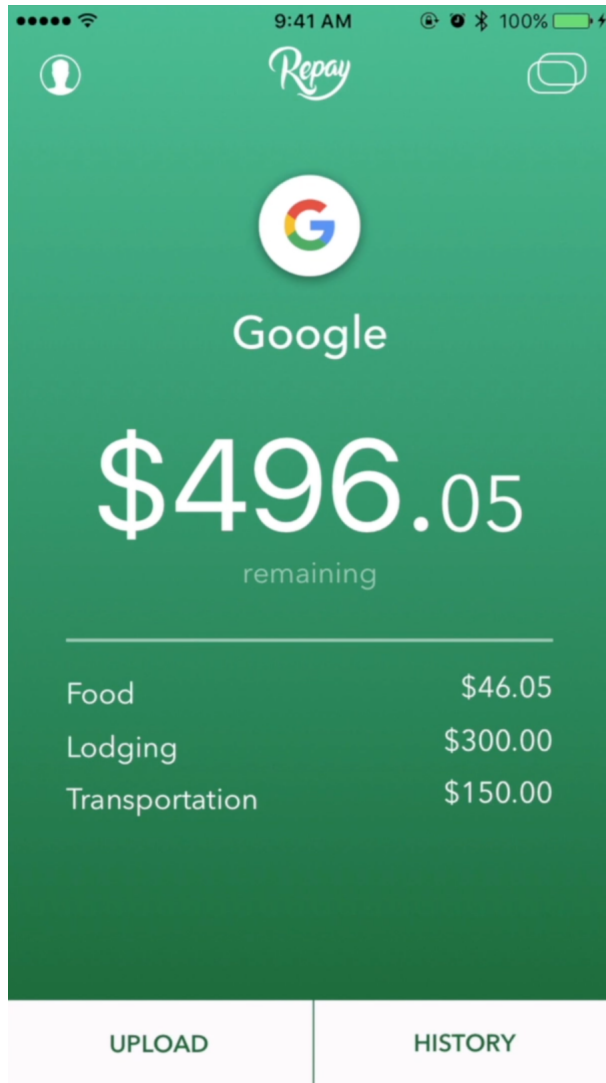 9:41 AM 100%
Repay
Google
$496.05
remaining
Food $46.05
Lodging $300.00
Transportation $150.00
UPLOAD HISTORY